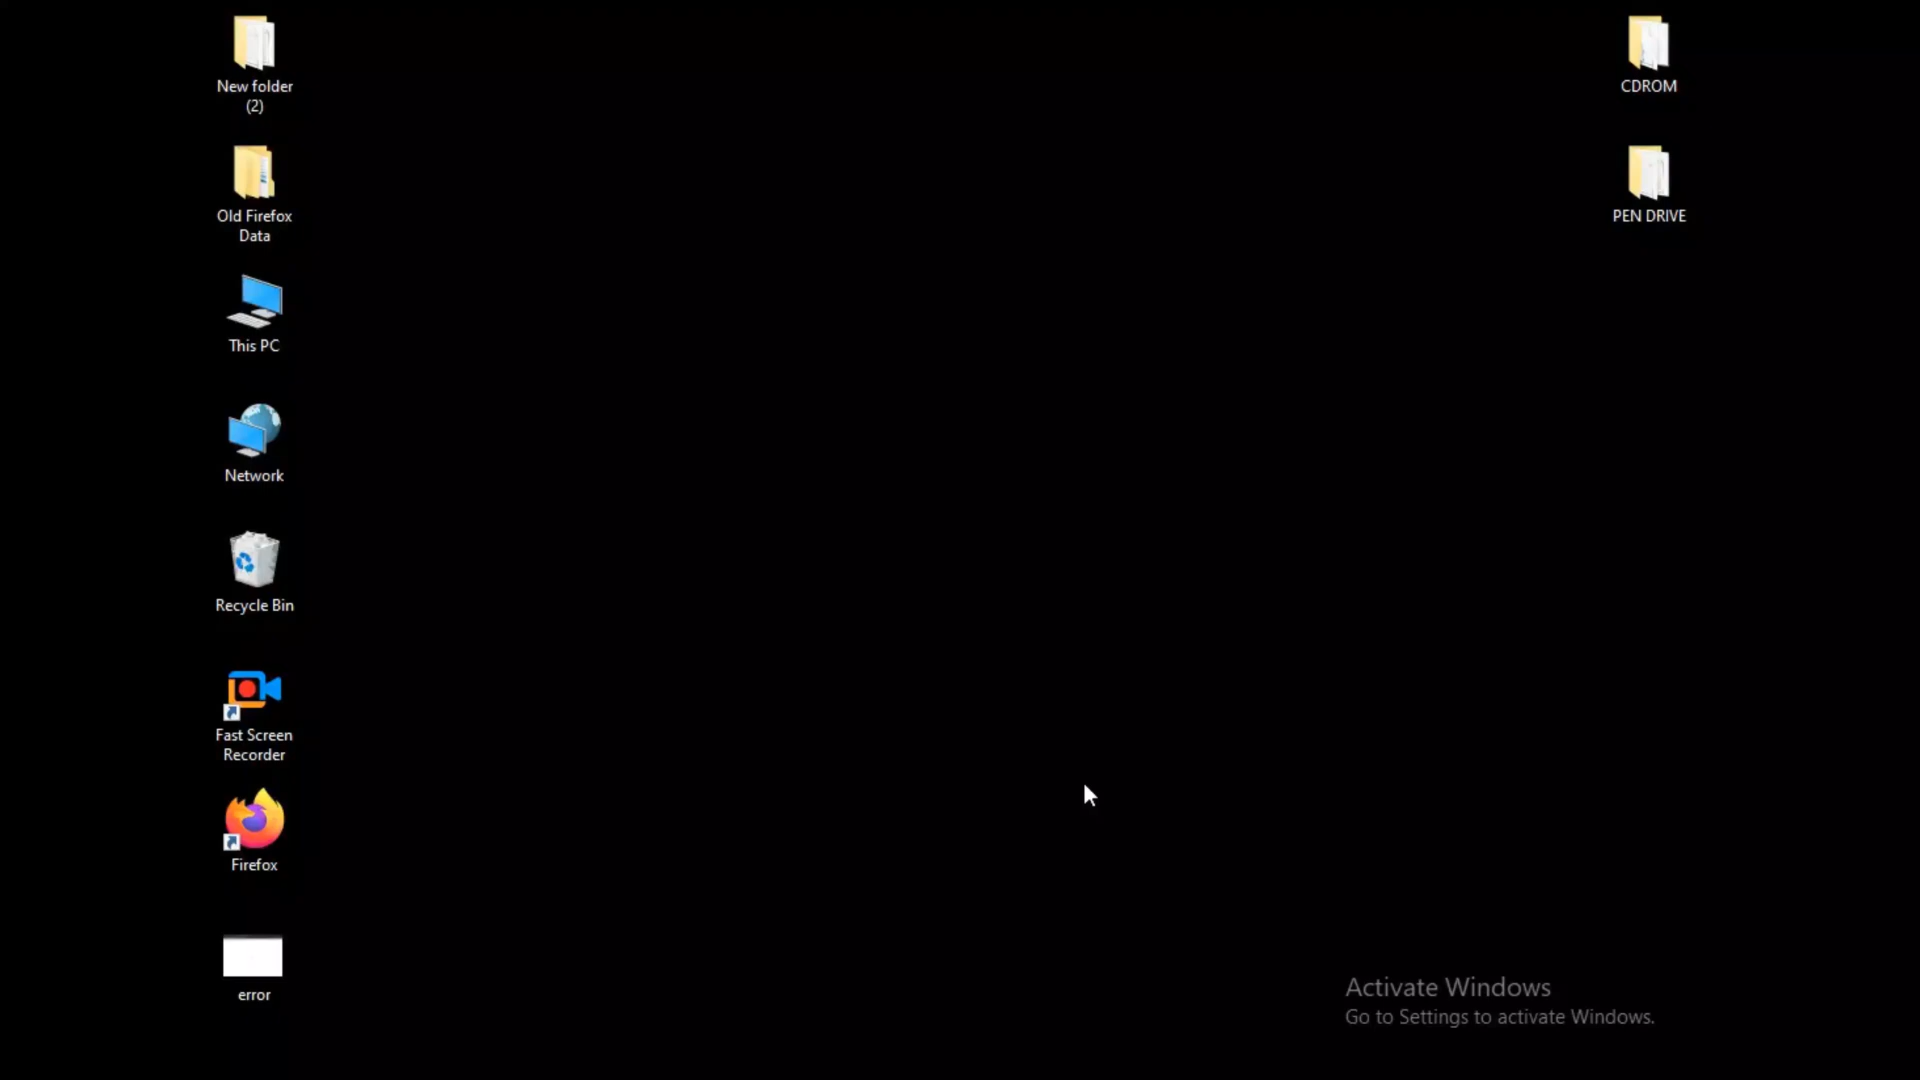 New folder
(2)
Old Firefox
Data
This PC
Network
Recycle Bin
Fast Screen
Recorder
Firefox
error
CDROM
PEN DRIVE
Activate Windows
Go to Settings to activate Windows.